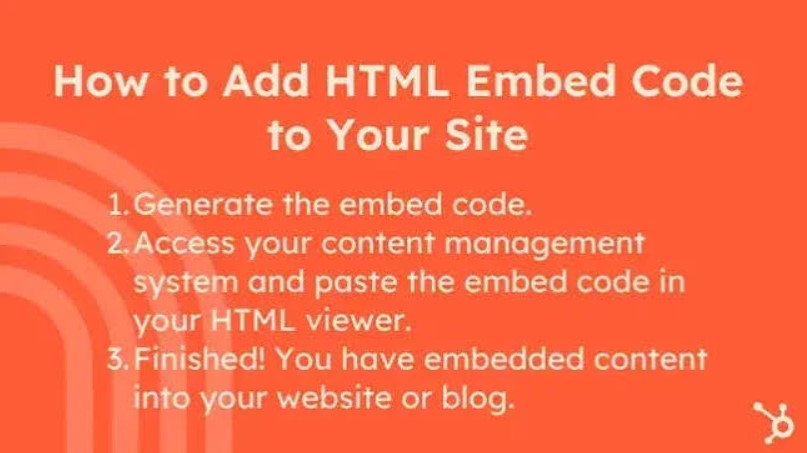 How to Add HTML Embed Code
to Your Site
1. Generate the embed code.
2. Access your content management
system and paste the embed code in
your HTML viewer.
3. Finished! You have embedded content
into your website or blog.